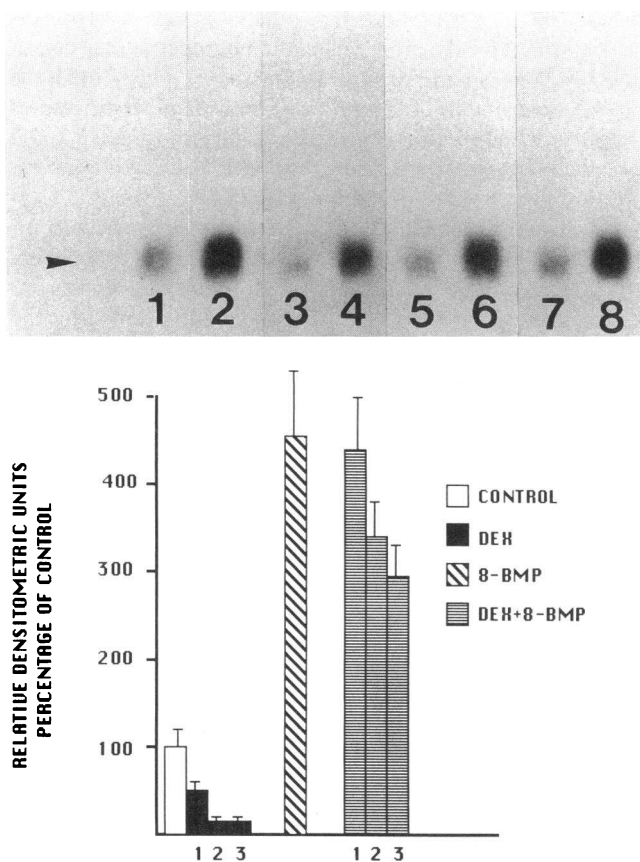 1 2 3 4 5 6 7 8
500
400
300
200
100
RELATIVE DENSITOMETRIC UNITS
PERCENTAGE OF CONTROL
CONTROL
DEX
8-BMP
DEX+8-BMP
1 2 3
1 2 3